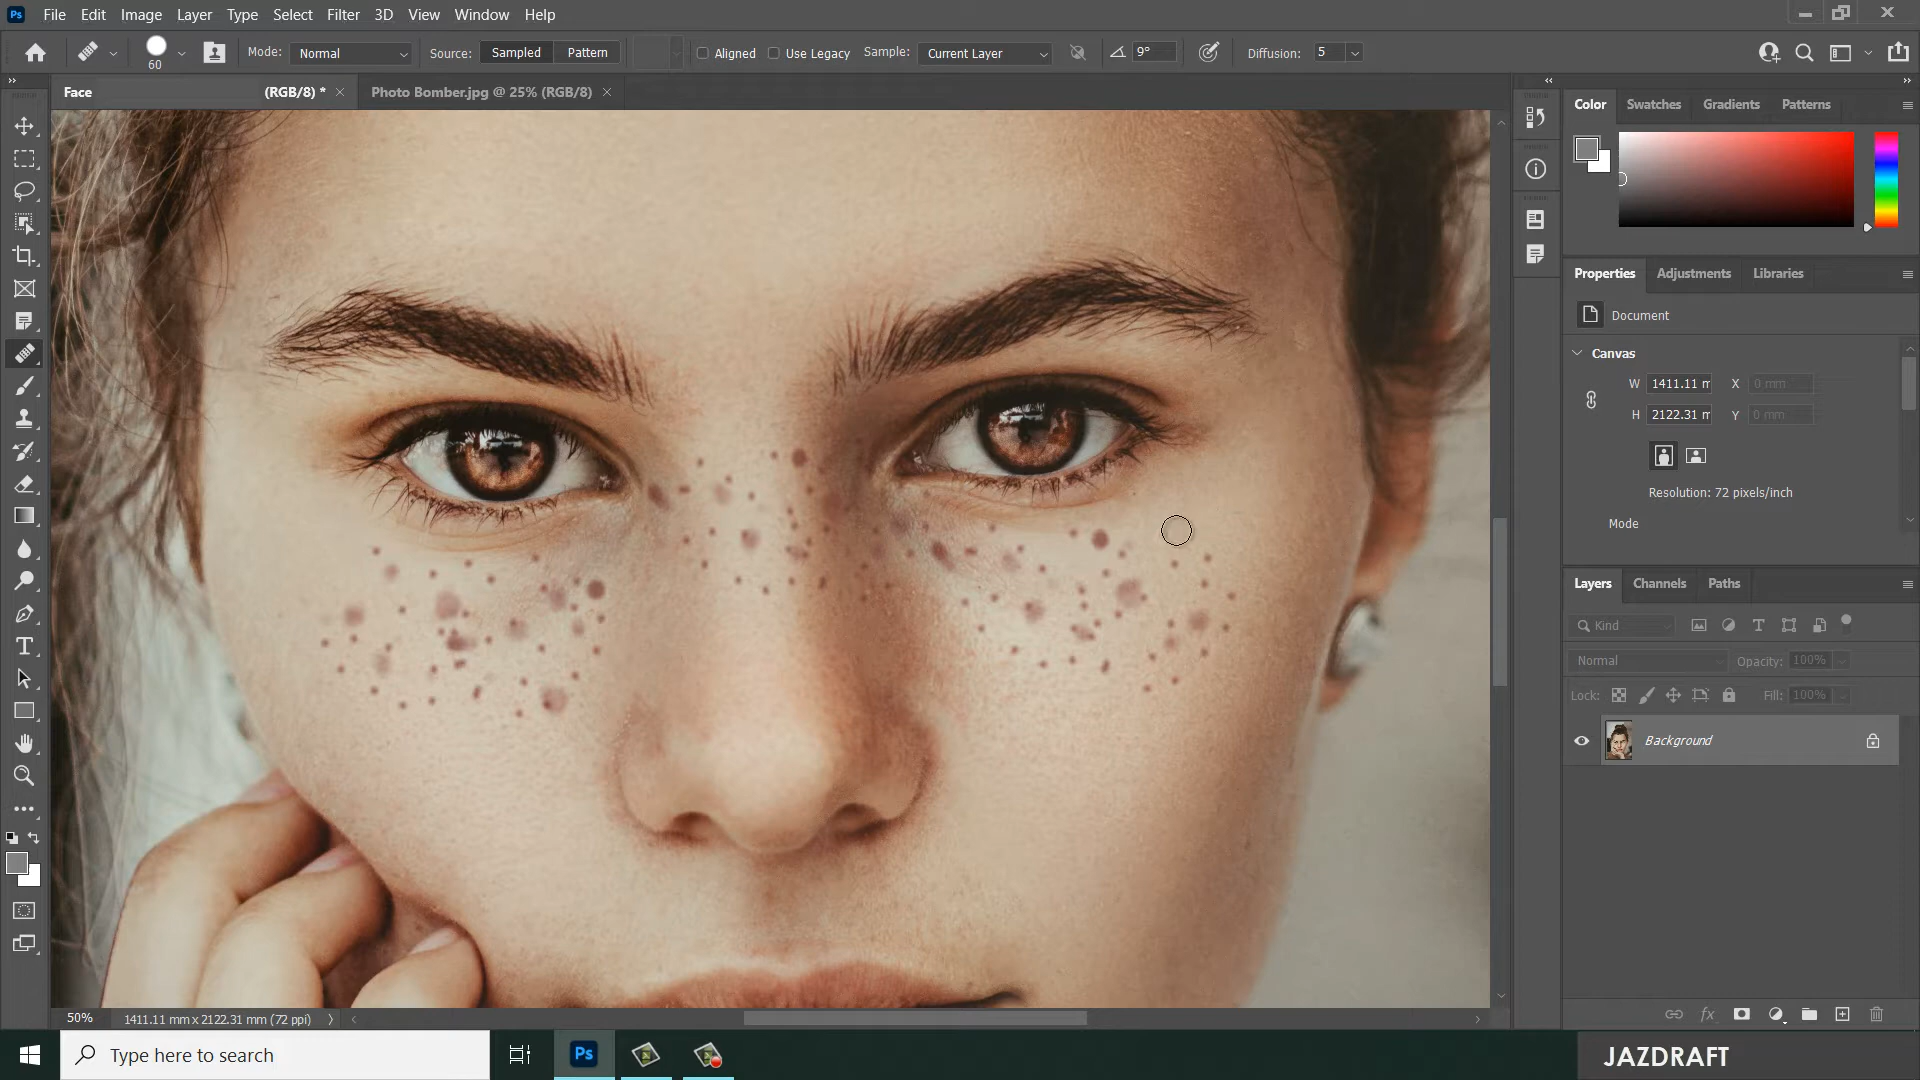 Ps File Edit Image Layer Type Select Filter 3D View Window Help
60 Mode: Normal Source: Sampled Pattern Aligned Use Legacy Sample: Current Layer 9° Diffusion: 5
Face (RGB/8) * Photo Bomber.jpg @ 25% (RGB/8)
Color Swatches Gradients Patterns
Properties Adjustments Libraries
Document
Canvas
W 1411.11 m X 0 mm
H 2122.31 m Y 0 mm
Resolution: 72 pixels/inch
Mode
Layers Channels Paths
Kind
Normal Opacity: 100%
Lock: Fill: 100%
Background
fx
50% 1411.11 mm x 2122.31 mm (72 ppi)
Type here to search Ps
JAZDRAFT